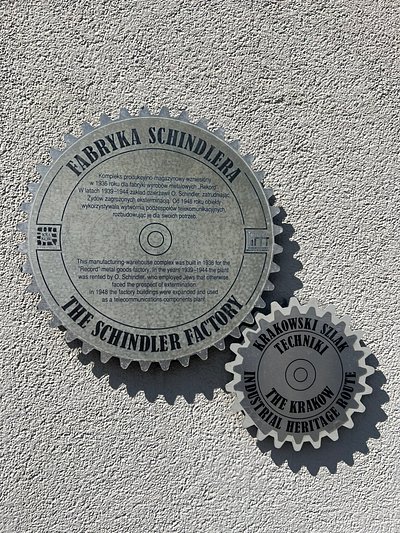 FABRYKA SCHINDLERA
Kompleks produkcyjno magazynowy wzniesiony
w 1936 roku dla fabryki wyrobów metalowych „Rekord”.
W latach 1939–1944 zakład dzierżawił O. Schindler, zatrudniając
Żydów zagrożonych eksterminacją. Od 1948 roku obiekty
wykorzystywała wytwórnia podzespołów telekomunikacyjnych,
rozbudowując je dla swoich potrzeb.
This manufacturing warehouse complex was built in 1936 for the
"Record" metal goods factory. In the years 1939–1944 the plant
was rented by O. Schindler, who employed Jews that otherwise
faced the prospect of extermination
in 1948 the factory buildings were expanded and used
as a telecommunications components plant
THE SCHINDLER FACTORY
KRAKOWSKI SZLAK
TECHNIKI
THE KRAKOW
INDUSTRIAL HERITAGE ROUTE